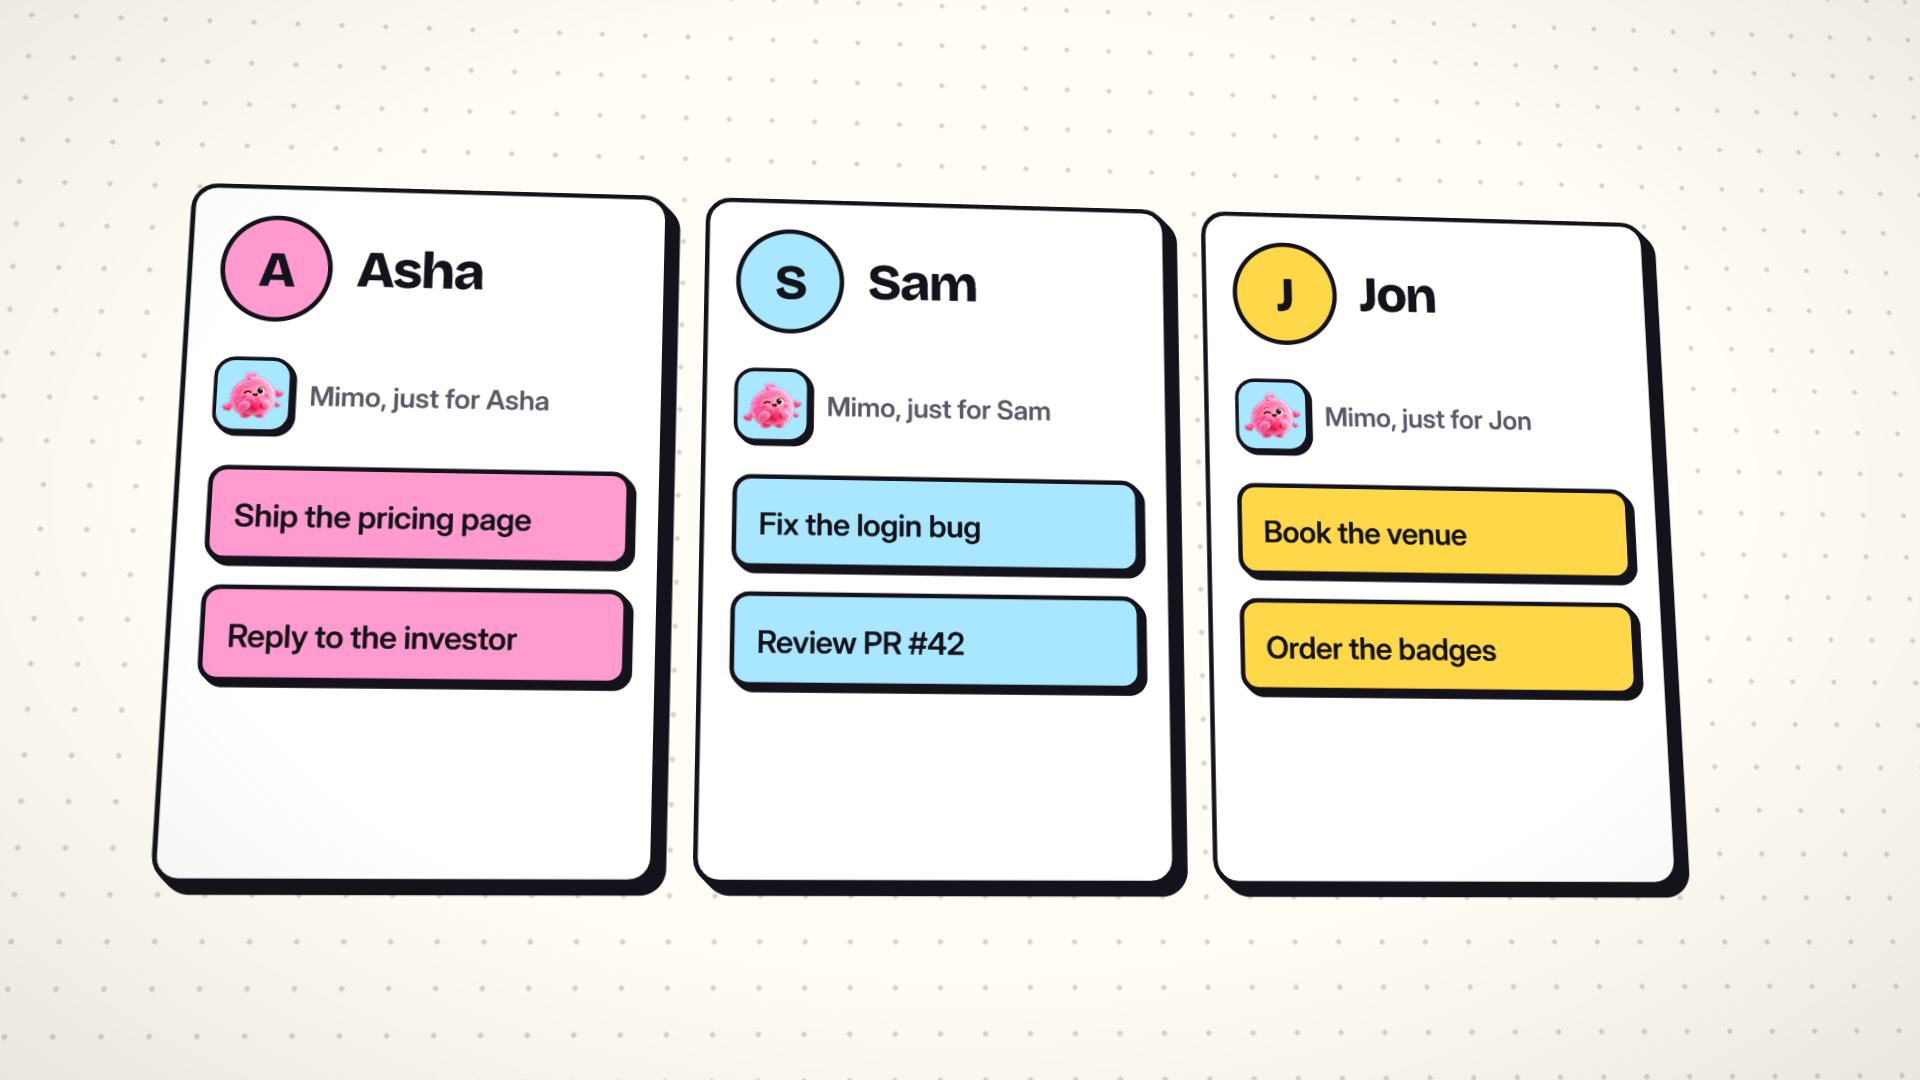 A
Asha
Mimo, just for Asha
Ship the pricing page
Reply to the investor
S
Sam
Mimo, just for Sam
Fix the login bug
Review PR #42
J
Jon
Mimo, just for Jon
Book the venue
Order the badges